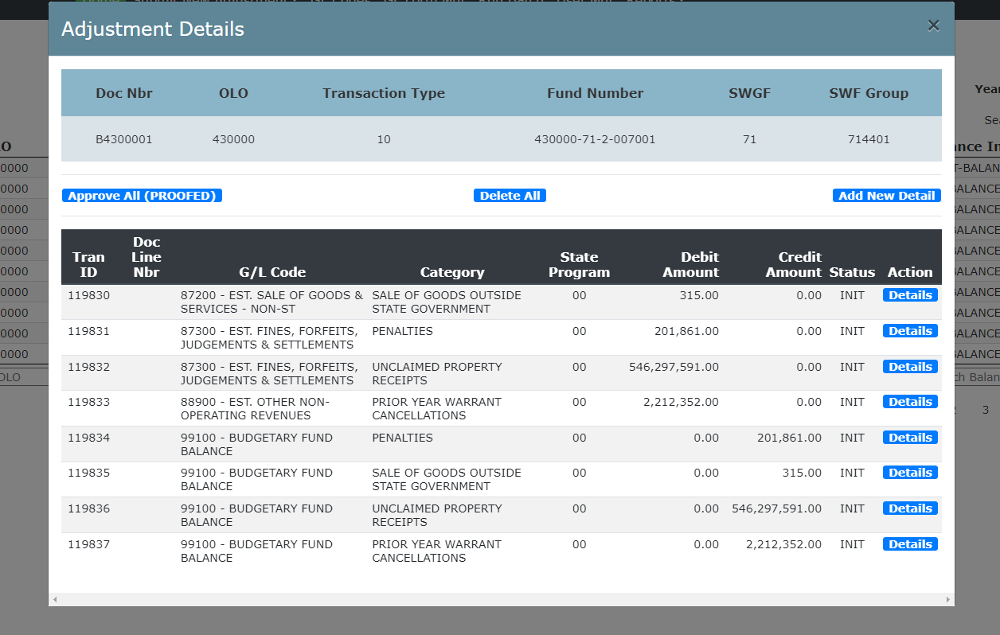 Adjustment Details ×
Doc Nbr OLO Transaction Type Fund Number SWGF SWF Group
B4300001 430000 10 430000-71-2-007001 71 714401
Approve All (PROOFED) Delete All Add New Detail
Tran ID Doc Line Nbr G/L Code Category State Program Debit Amount Credit Amount Status Action
119830 87200 - EST. SALE OF GOODS & SALE OF GOODS OUTSIDE 00 315.00 0.00 INIT Details
SERVICES - NON-ST STATE GOVERNMENT
119831 87300 - EST. FINES, FORFEITS, PENALTIES 00 201,861.00 0.00 INIT Details
JUDGEMENTS & SETTLEMENTS
119832 87300 - EST. FINES, FORFEITS, UNCLAIMED PROPERTY 00 546,297,591.00 0.00 INIT Details
JUDGEMENTS & SETTLEMENTS RECEIPTS
119833 88900 - EST. OTHER NON- PRIOR YEAR WARRANT 00 2,212,352.00 0.00 INIT Details
OPERATING REVENUES CANCELLATIONS
119834 99100 - BUDGETARY FUND PENALTIES 00 0.00 201,861.00 INIT Details
BALANCE
119835 99100 - BUDGETARY FUND SALE OF GOODS OUTSIDE 00 0.00 315.00 INIT Details
BALANCE STATE GOVERNMENT
119836 99100 - BUDGETARY FUND UNCLAIMED PROPERTY 00 0.00 546,297,591.00 INIT Details
BALANCE RECEIPTS
119837 99100 - BUDGETARY FUND PRIOR YEAR WARRANT 00 0.00 2,212,352.00 INIT Details
BALANCE CANCELLATIONS
OLO
3